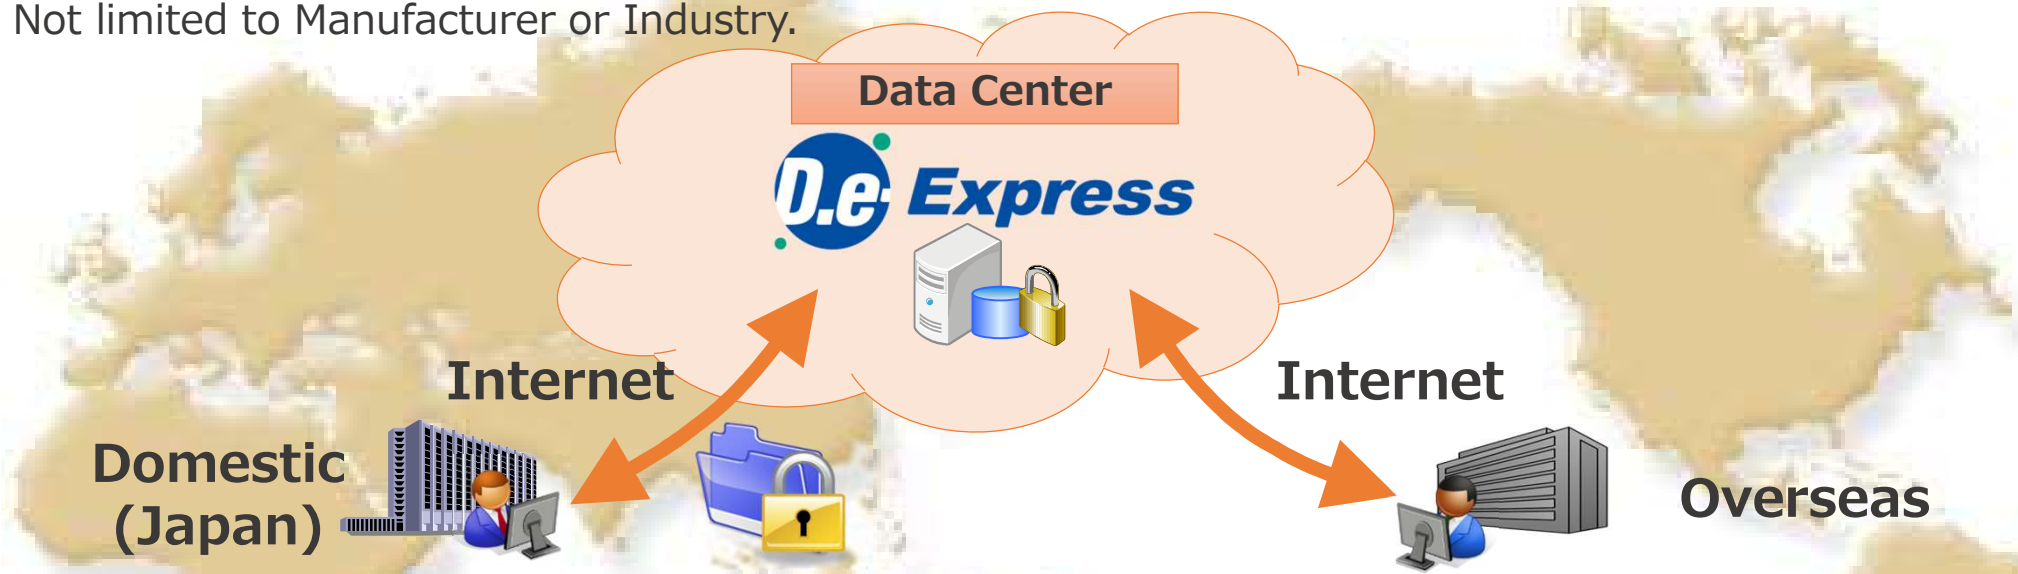 Not limited to Manufacturer or Industry.
Data Center
D.e Express
Internet
Internet
Domestic
(Japan)
Overseas